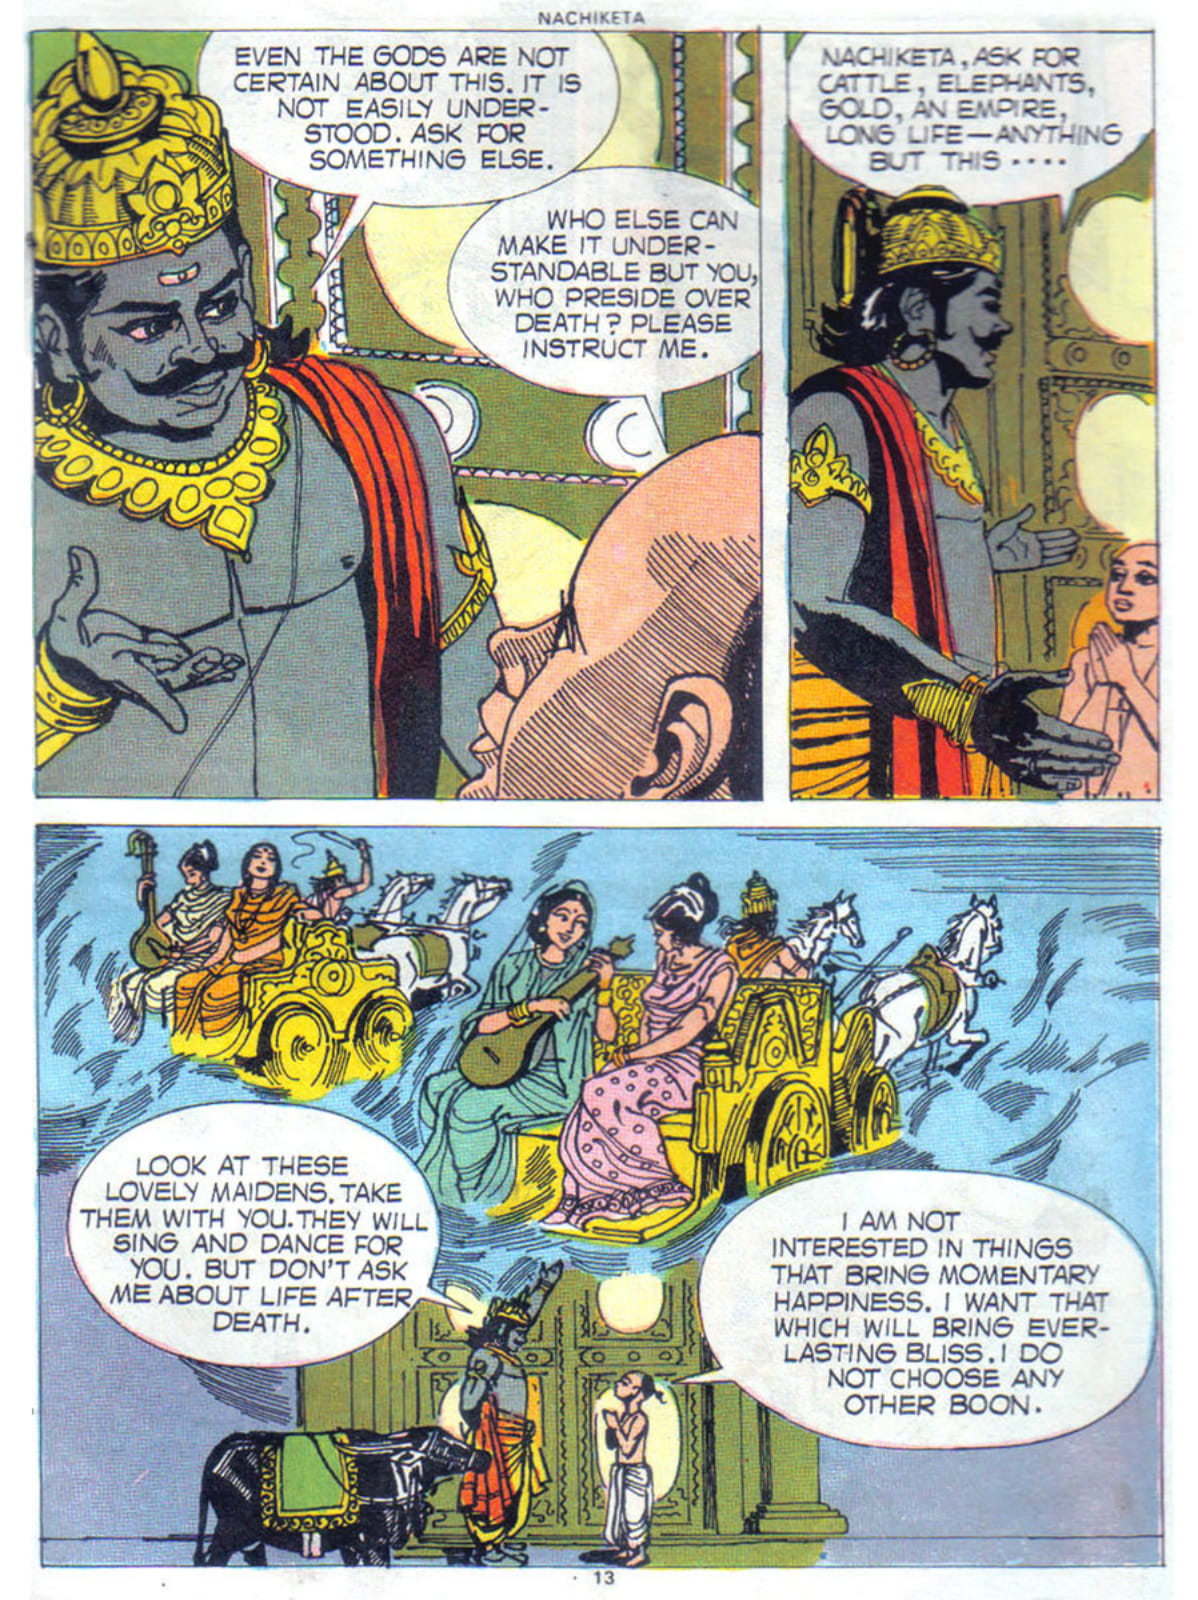 NACHIKETA
EVEN THE GODS ARE NOT
CERTAIN ABOUT THIS. IT IS
NOT EASILY UNDER-
STOOD. ASK FOR
SOMETHING ELSE.
WHO ELSE CAN
MAKE IT UNDER-
STANDABLE BUT YOU,
WHO PRESIDE OVER
DEATH? PLEASE
INSTRUCT ME.
NACHIKETA, ASK FOR
CATTLE, ELEPHANTS,
GOLD, AN EMPIRE,
LONG LIFE—ANYTHING
BUT THIS ....
LOOK AT THESE
LOVELY MAIDENS. TAKE
THEM WITH YOU. THEY WILL
SING AND DANCE FOR
YOU. BUT DON'T ASK
ME ABOUT LIFE AFTER
DEATH.
I AM NOT
INTERESTED IN THINGS
THAT BRING MOMENTARY
HAPPINESS. I WANT THAT
WHICH WILL BRING EVER-
LASTING BLISS. I DO
NOT CHOOSE ANY
OTHER BOON.
13